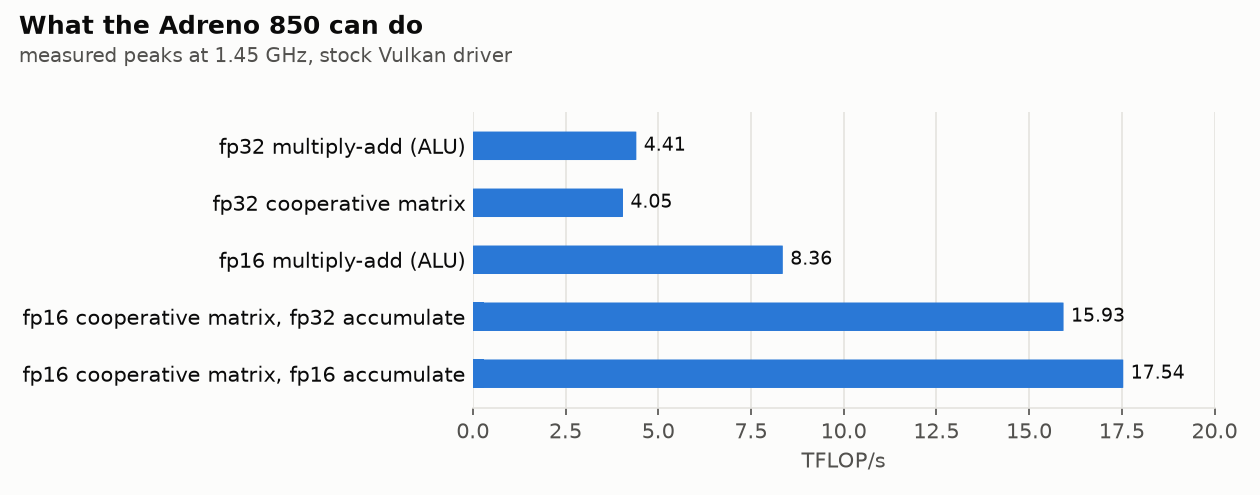 What the Adreno 850 can do
measured peaks at 1.45 GHz, stock Vulkan driver
fp32 multiply-add (ALU) 4.41
fp32 cooperative matrix 4.05
fp16 multiply-add (ALU) 8.36
fp16 cooperative matrix, fp32 accumulate 15.93
fp16 cooperative matrix, fp16 accumulate 17.54
0.0 2.5 5.0 7.5 10.0 12.5 15.0 17.5 20.0
TFLOP/s